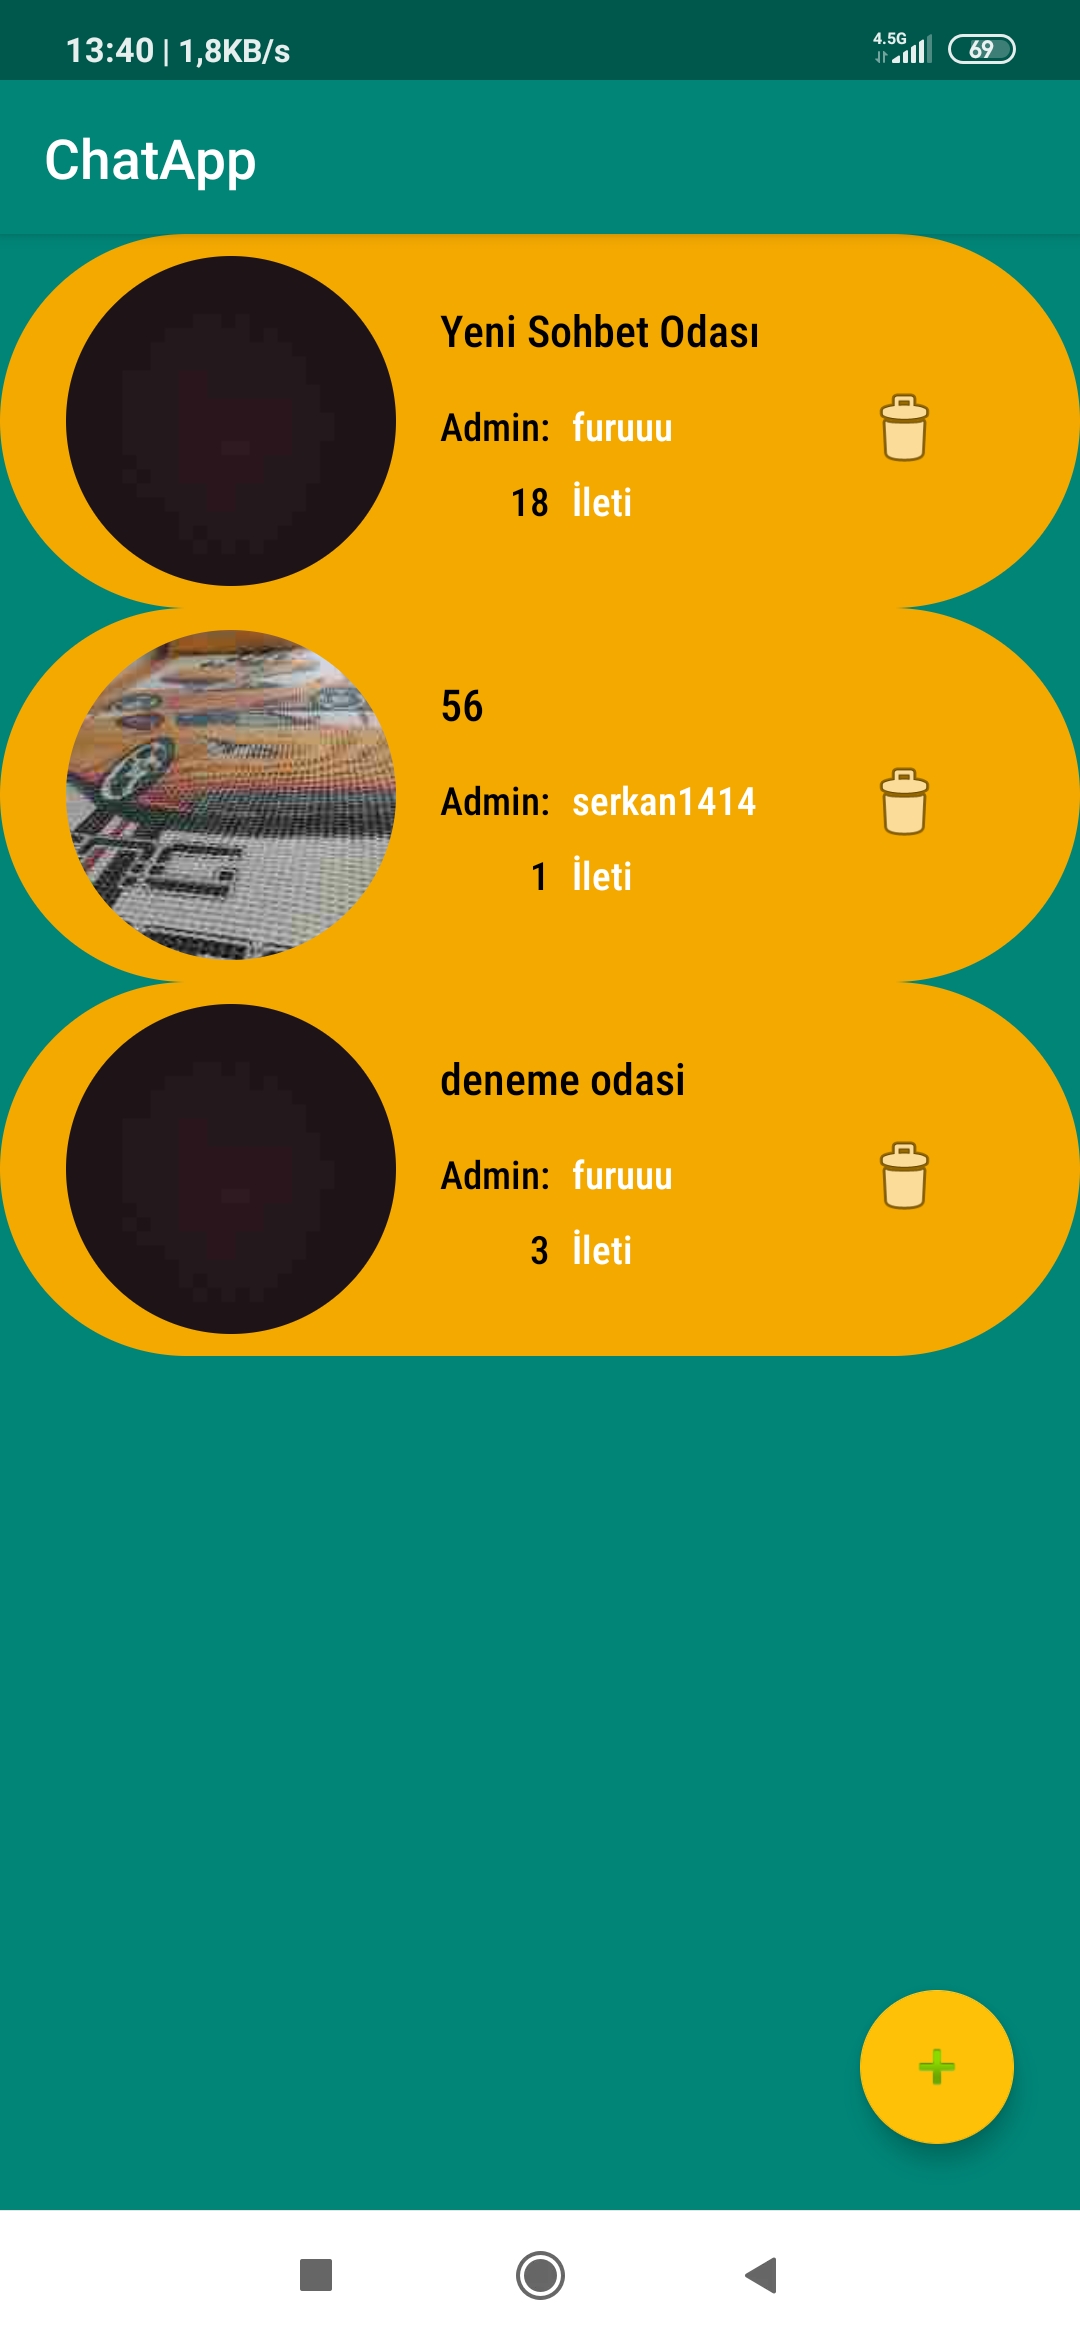 13:40 | 1,8KB/s 4.5G 69
ChatApp
Yeni Sohbet Odası
Admin: furuuu
18 İleti
56
Admin: serkan1414
1 İleti
deneme odasi
Admin: furuuu
3 İleti